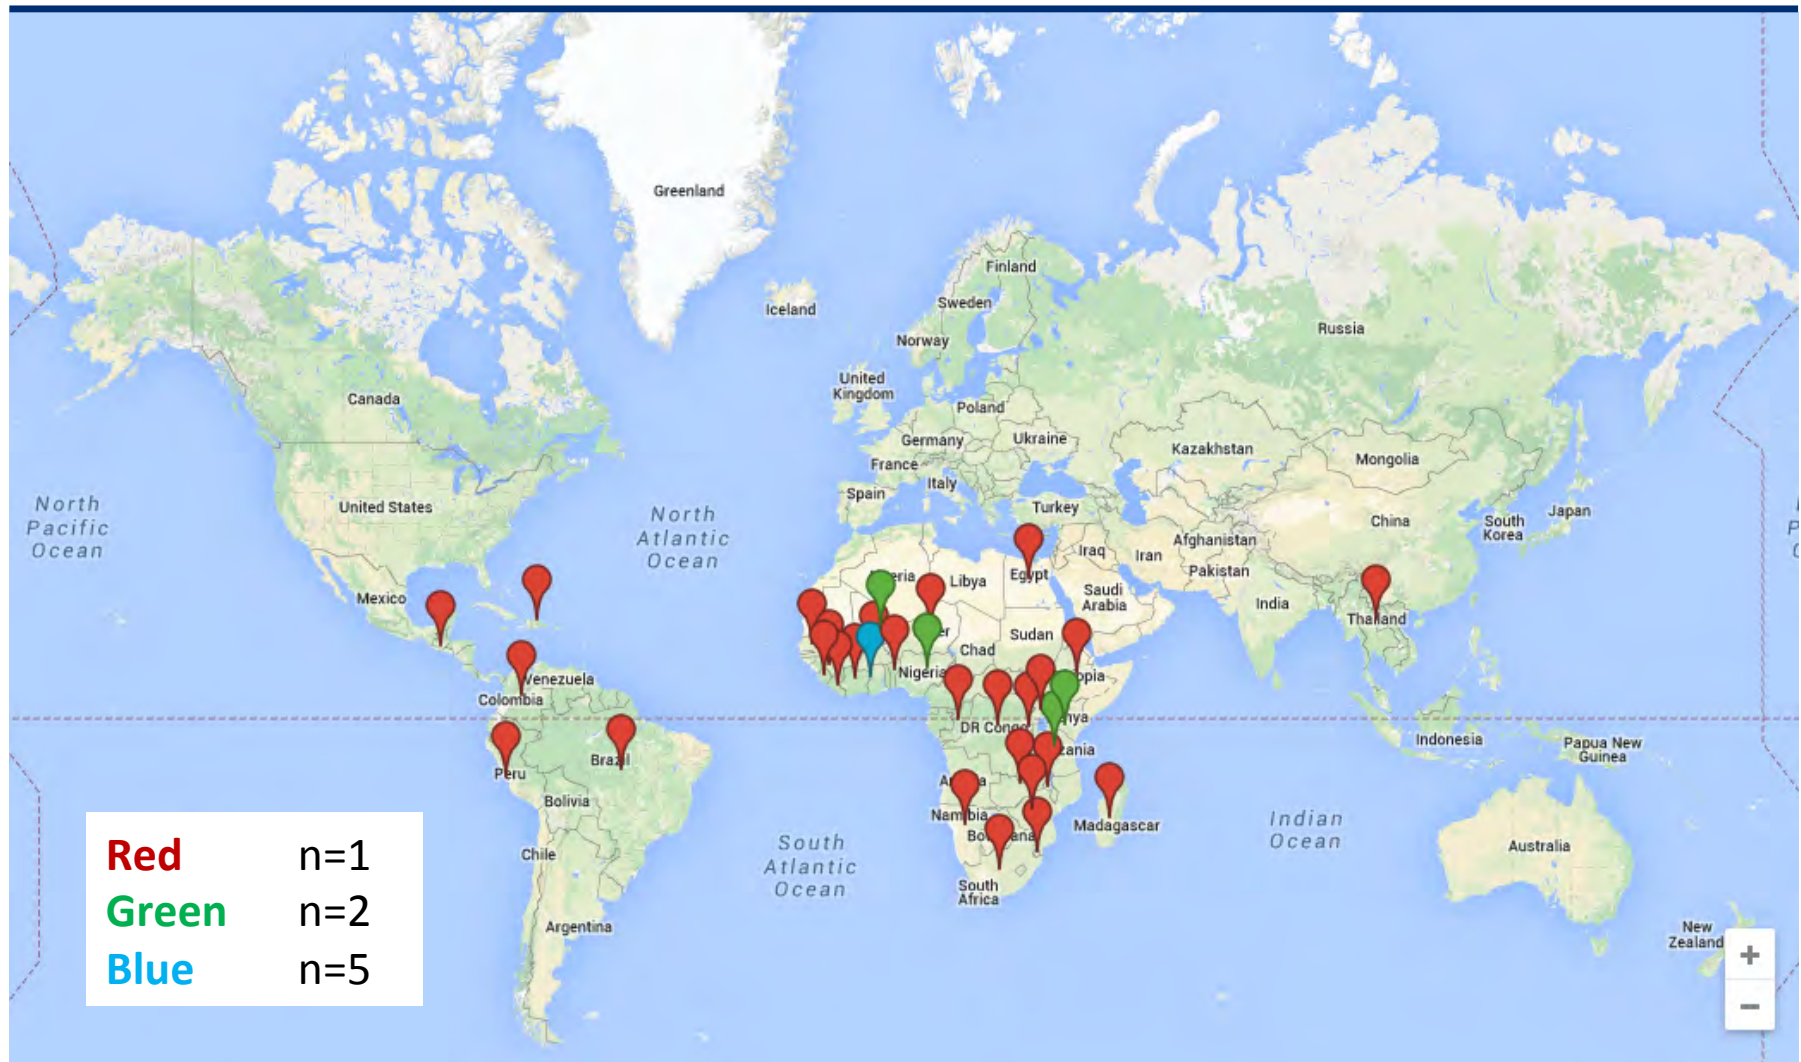 Greenland
Finland
Iceland
Sweden
Russia
Norway
United
Kingdom
Canada
Poland
Germany
Ukraine
Kazakhstan
Mongolia
France
Italy
Spain
United States
Turkey
North
Pacific
Ocean
North
Atlantic
Ocean
China
South
Korea
Japan
Afghanistan
Iraq
Iran
Pakistan
Libya
Egypt
Saudi
Arabia
Mexico
India
Thailand
Sudan
Chad
Nigeria
Venezuela
Colombia
DR Congo
Indonesia
Papua New
Guinea
Brazil
Peru
Bolivia
Namibia
Madagascar
Indian
Ocean
South
Atlantic
Ocean
Australia
Chile
South
Africa
Argentina
New
Zealand
Red n=1
Green n=2
Blue n=5
+
−